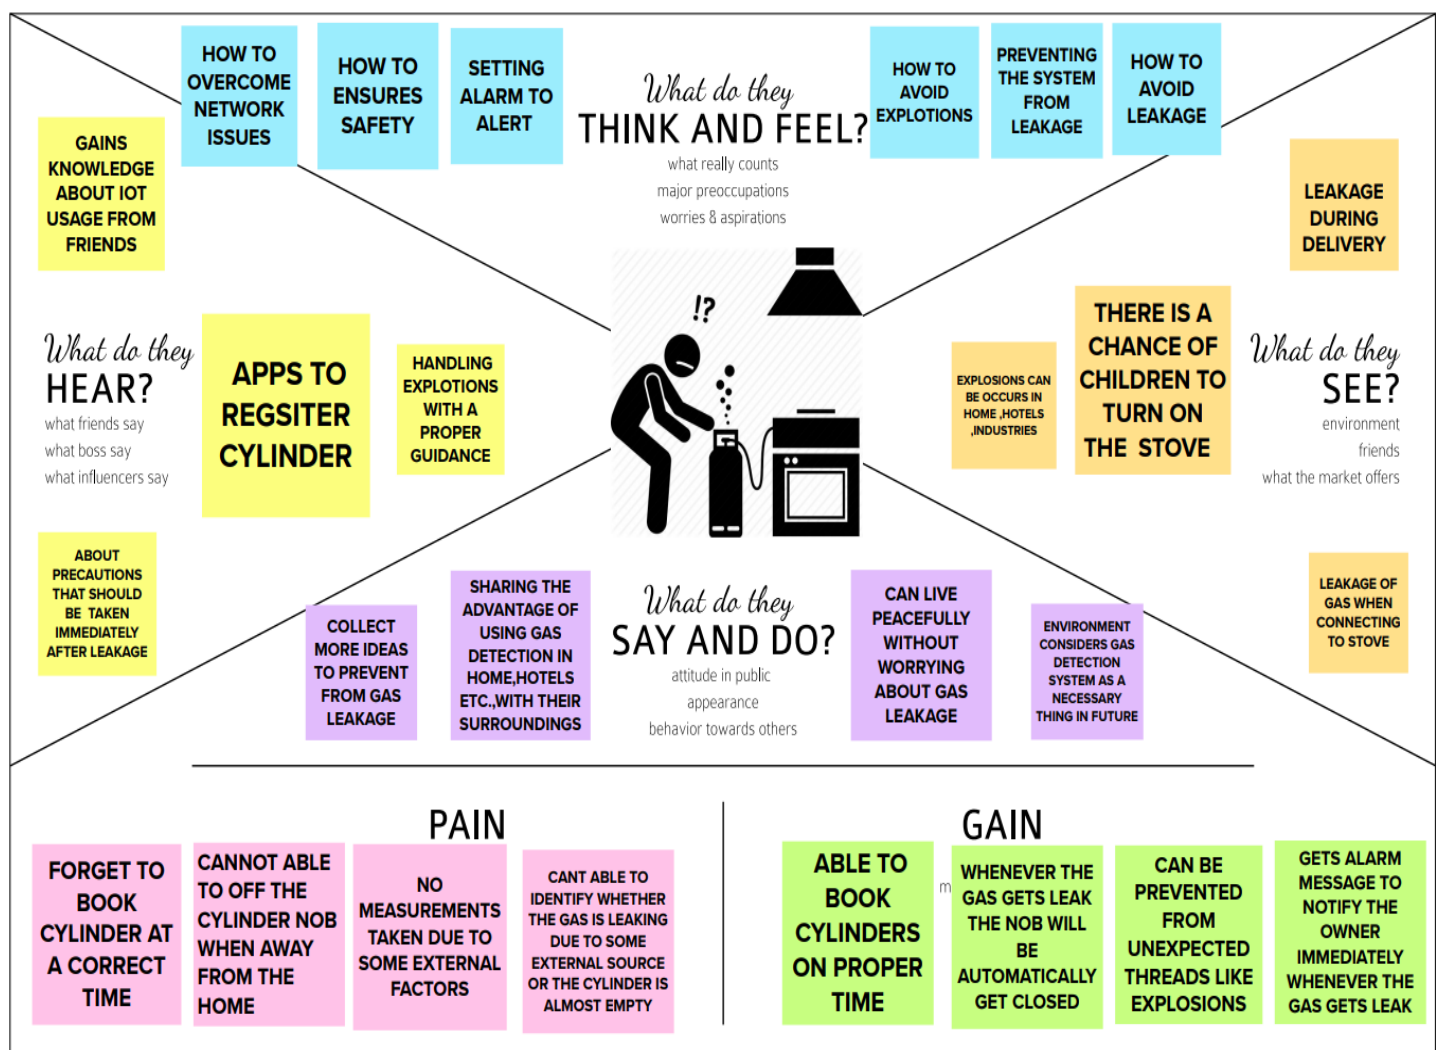 HOW TO
OVERCOME
NETWORK
ISSUES
HOW TO
ENSURES
SAFETY
SETTING
ALARM TO
ALERT
What do they
THINK AND FEEL?
what really counts
major preoccupations
worries & aspirations
HOW TO
AVOID
EXPLOTIONS
PREVENTING
THE SYSTEM
FROM
LEAKAGE
HOW TO
AVOID
LEAKAGE
GAINS
KNOWLEDGE
ABOUT IOT
USAGE FROM
FRIENDS
What do they
HEAR?
what friends say
what boss say
what influencers say
APPS TO
REGSITER
CYLINDER
HANDLING
EXPLOTIONS
WITH A
PROPER
GUIDANCE
ABOUT
PRECAUTIONS
THAT SHOULD
BE TAKEN
IMMEDIATELY
AFTER LEAKAGE
!?
LEAKAGE
DURING
DELIVERY
EXPLOSIONS CAN
BE OCCURS IN
HOME ,HOTELS
,INDUSTRIES
THERE IS A
CHANCE OF
CHILDREN TO
TURN ON
THE STOVE
What do they
SEE?
environment
friends
what the market offers
LEAKAGE OF
GAS WHEN
CONNECTING
TO STOVE
COLLECT
MORE IDEAS
TO PREVENT
FROM GAS
LEAKAGE
SHARING THE
ADVANTAGE OF
USING GAS
DETECTION IN
HOME,HOTELS
ETC.,WITH THEIR
SURROUNDINGS
What do they
SAY AND DO?
attitude in public
appearance
behavior towards others
CAN LIVE
PEACEFULLY
WITHOUT
WORRYING
ABOUT GAS
LEAKAGE
ENVIRONMENT
CONSIDERS GAS
DETECTION
SYSTEM AS A
NECESSARY
THING IN FUTURE
PAIN
FORGET TO
BOOK
CYLINDER AT
A CORRECT
TIME
CANNOT ABLE
TO OFF THE
CYLINDER NOB
WHEN AWAY
FROM THE
HOME
NO
MEASUREMENTS
TAKEN DUE TO
SOME EXTERNAL
FACTORS
CANT ABLE TO
IDENTIFY WHETHER
THE GAS IS LEAKING
DUE TO SOME
EXTERNAL SOURCE
OR THE CYLINDER IS
ALMOST EMPTY
GAIN
ABLE TO
BOOK
CYLINDERS
ON PROPER
TIME
WHENEVER THE
GAS GETS LEAK
THE NOB WILL
BE
AUTOMATICALLY
GET CLOSED
CAN BE
PREVENTED
FROM
UNEXPECTED
THREADS LIKE
EXPLOSIONS
GETS ALARM
MESSAGE TO
NOTIFY THE
OWNER
IMMEDIATELY
WHENEVER THE
GAS GETS LEAK